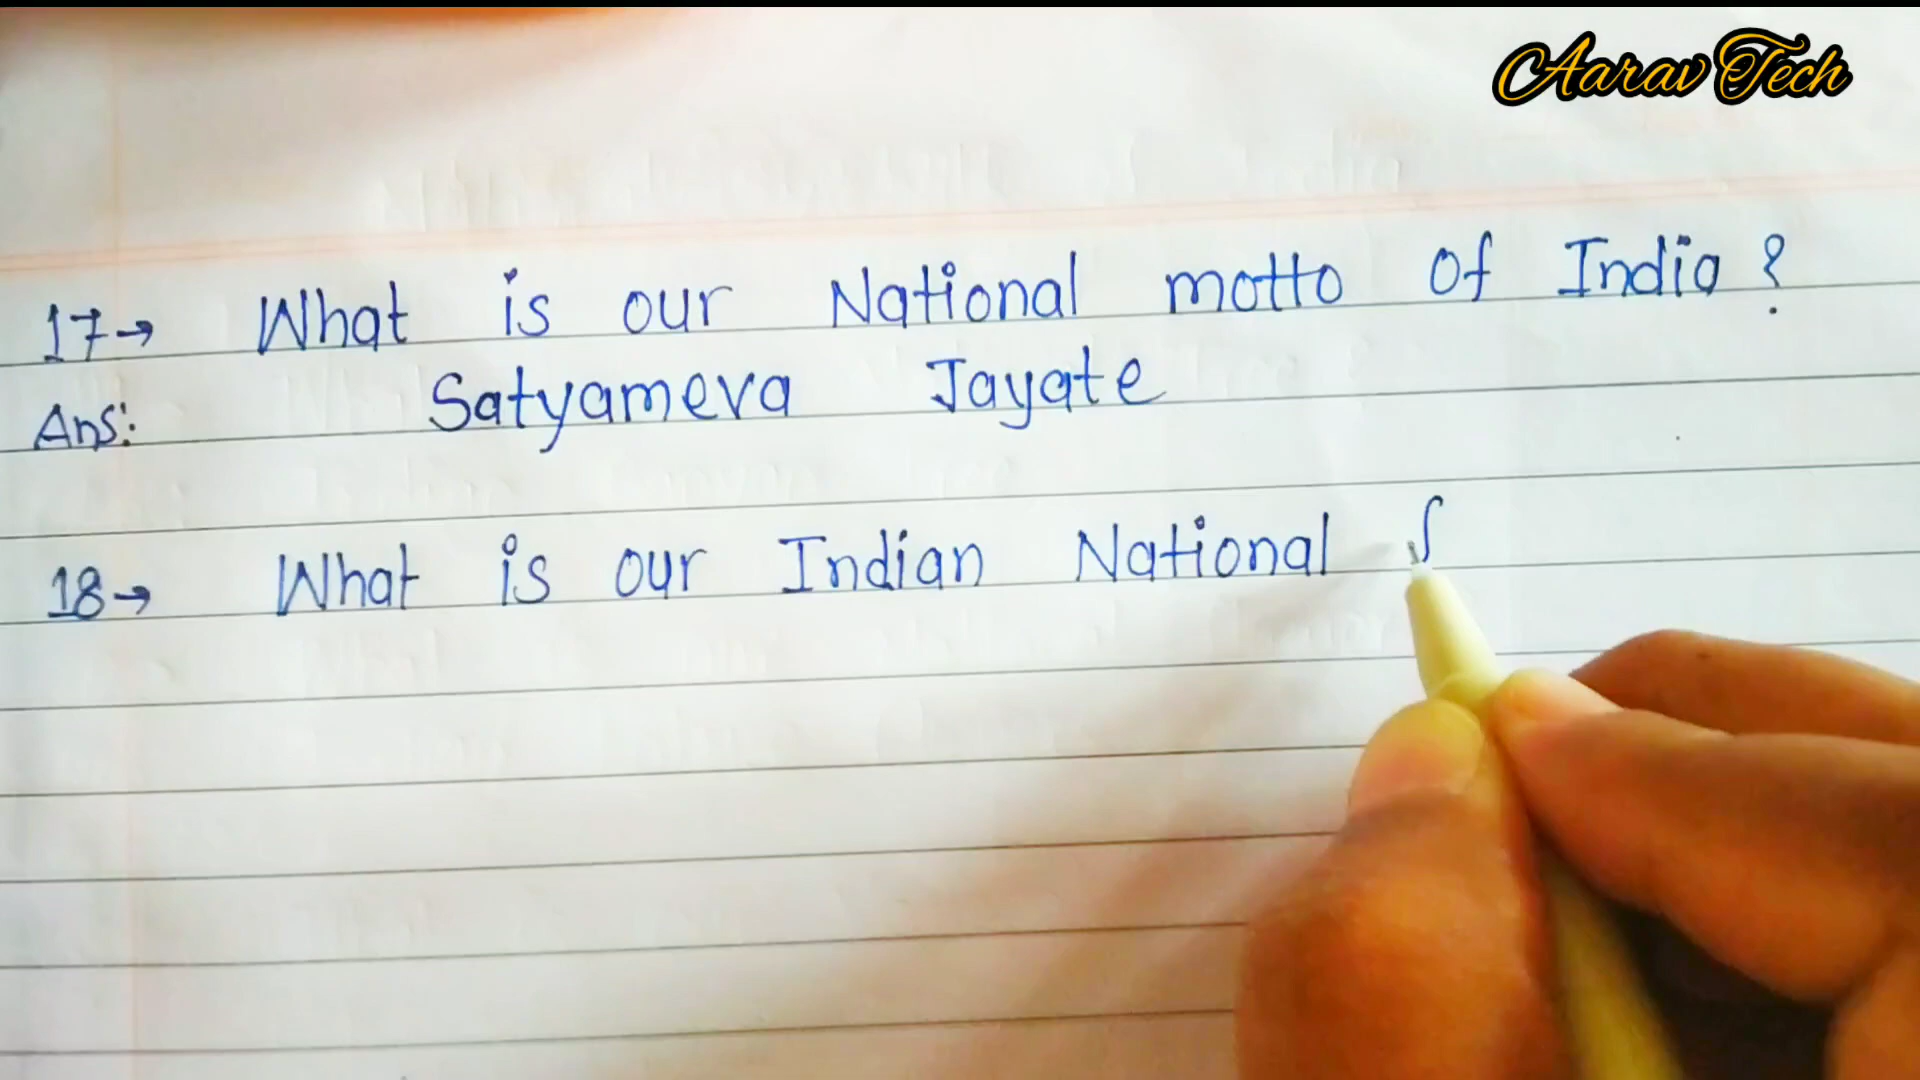 Aarav Tech
17→ What is our National motto of India?
Ans: Satyameva Jayate
18→ What is our Indian National